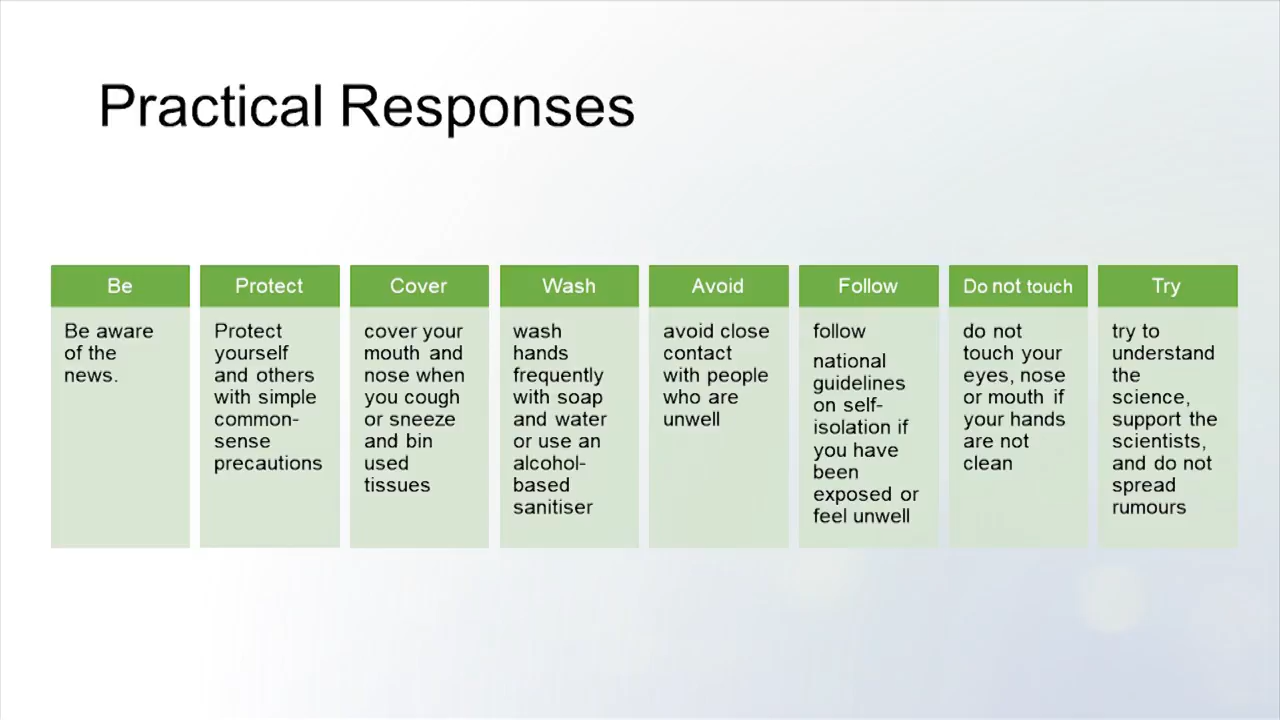 Practical Responses
Be
Be aware
of the
news.
Protect
Protect
yourself
and others
with simple
common-
sense
precautions
Cover
cover your
mouth and
nose when
you cough
or sneeze
and bin
used
tissues
Wash
wash
hands
frequently
with soap
and water
or use an
alcohol-
based
sanitiser
Avoid
avoid close
contact
with people
who are
unwell
Follow
follow
national
guidelines
on self-
isolation if
you have
been
exposed or
feel unwell
Do not touch
do not
touch your
eyes, nose
or mouth if
your hands
are not
clean
Try
try to
understand
the
science,
support the
scientists,
and do not
spread
rumours